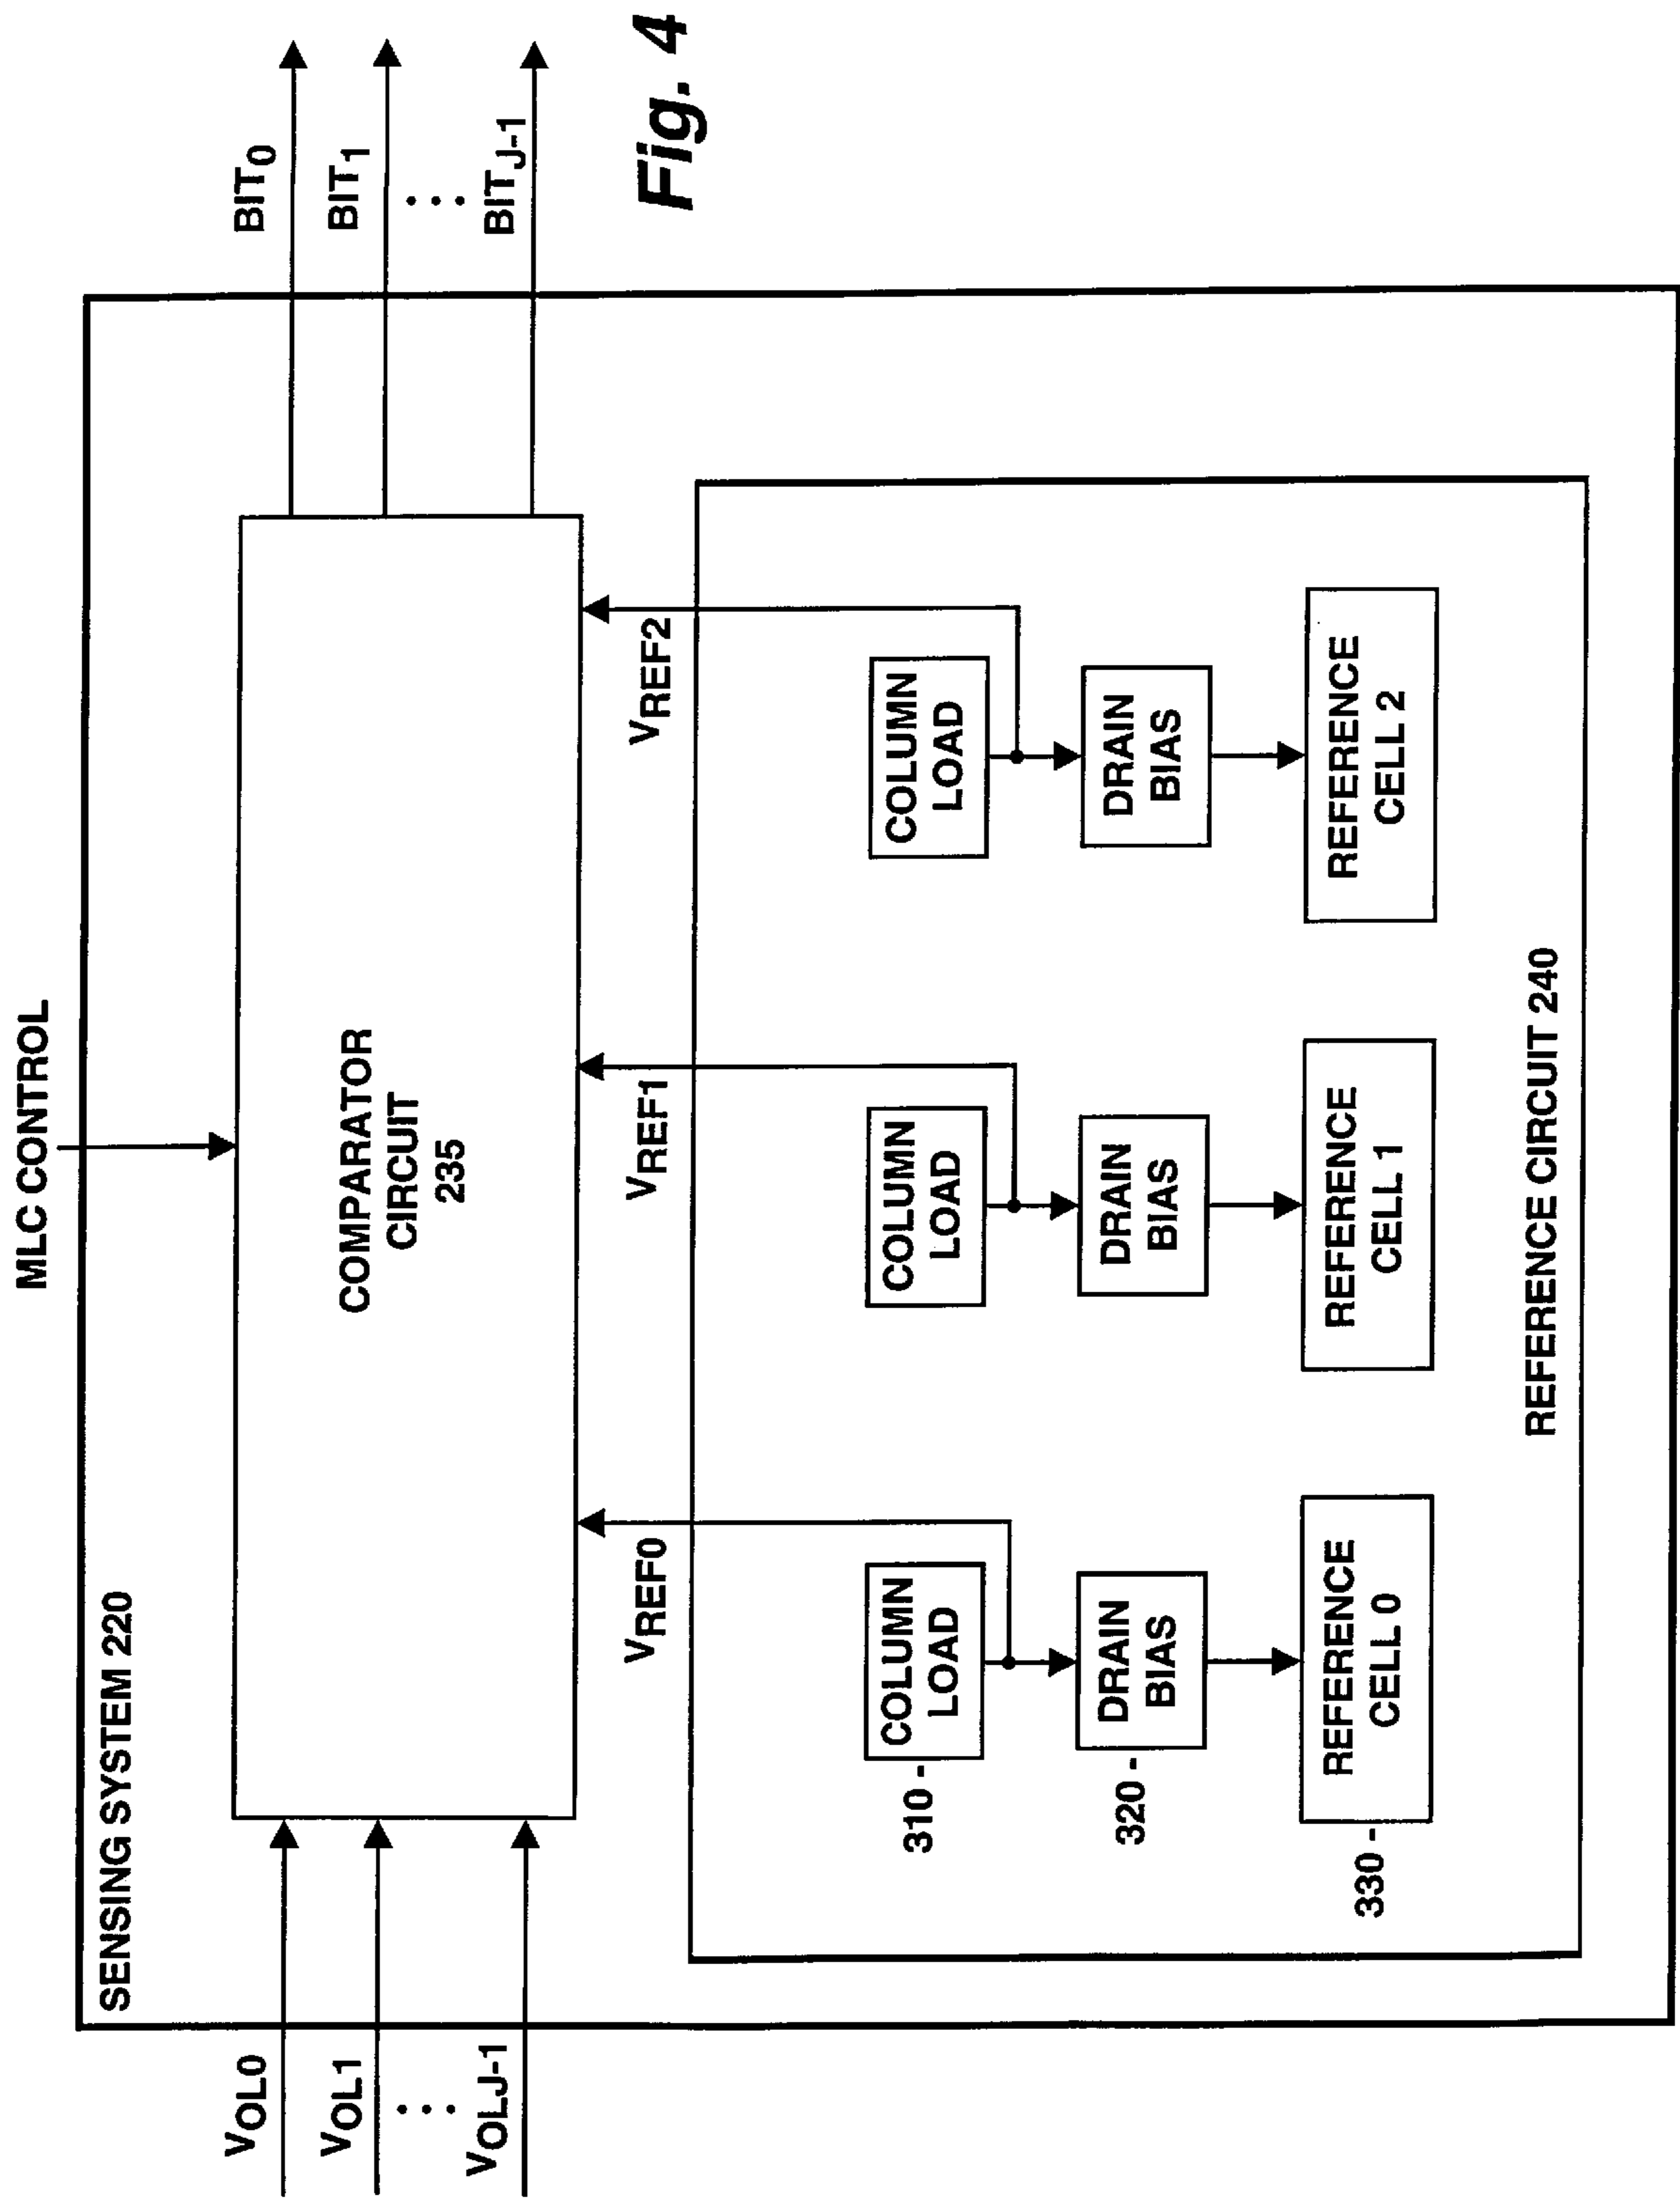 MLC CONTROL
SENSING SYSTEM 220
VOL0
VOL1
...
VOLJ-1
COMPARATOR
CIRCUIT
235
BIT0
BIT1
...
BITJ-1
Fig. 4
VREF0
VREF1
VREF2
310 -
COLUMN
LOAD
COLUMN
LOAD
COLUMN
LOAD
320 -
DRAIN
BIAS
DRAIN
BIAS
DRAIN
BIAS
330 -
REFERENCE
CELL 0
REFERENCE
CELL 1
REFERENCE
CELL 2
REFERENCE CIRCUIT 240